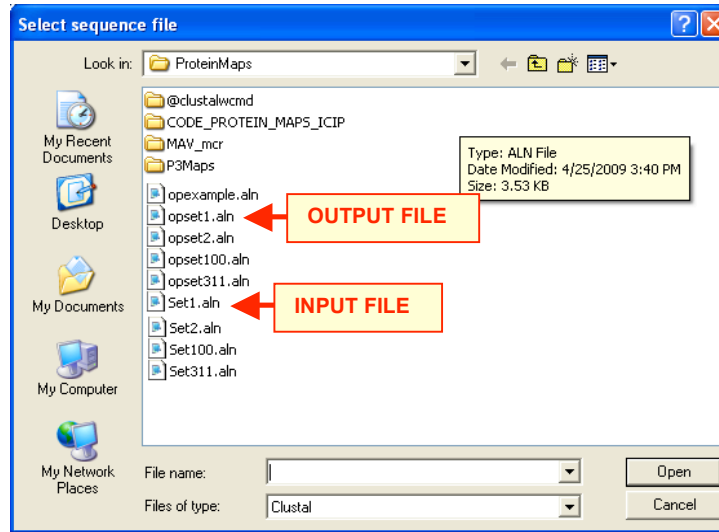 Select sequence file
Look in:
ProteinMaps
My Recent
Documents
Desktop
My Documents
My Computer
My Network
Places
@clustalwcmd
CODE_PROTEIN_MAPS_ICIP
MAV_mcr
P3Maps
opexample.aln
opset1.aln
opset2.aln
opset100.aln
opset311.aln
Set1.aln
Set2.aln
Set100.aln
Set311.aln
OUTPUT FILE
INPUT FILE
Type: ALN File
Date Modified: 4/25/2009 3:40 PM
Size: 3.53 KB
File name:
Open
Files of type:
Clustal
Cancel